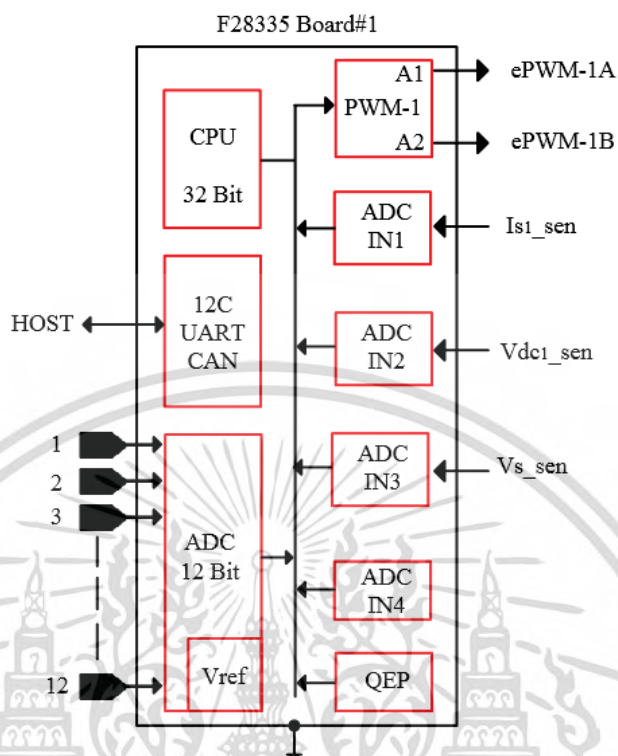 F28335 Board#1
CPU
32 Bit
A1
PWM-1
A2
ePWM-1A
ePWM-1B
ADC
IN1
Is1_sen
HOST
12C
UART
CAN
ADC
IN2
Vdc1_sen
1
2
3
12
ADC
12 Bit
Vref
ADC
IN3
Vs_sen
ADC
IN4
QEP